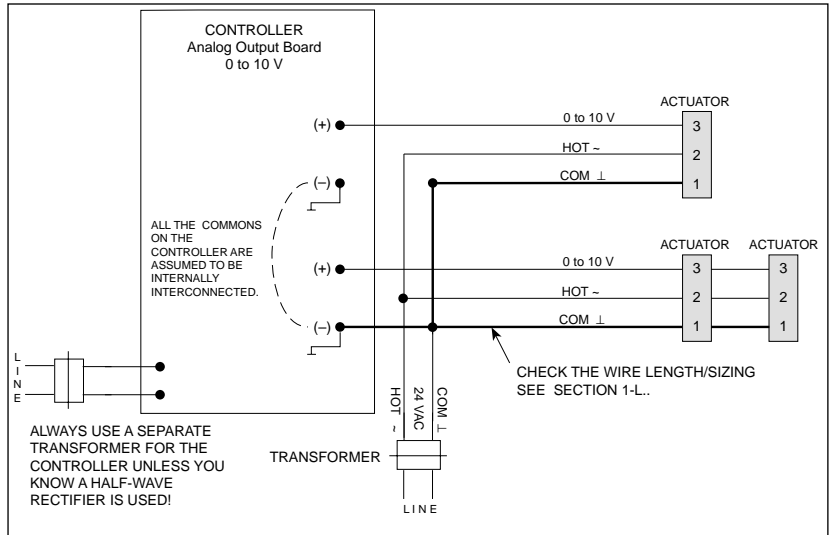 CONTROLLER
Analog Output Board
0 to 10 V
ACTUATOR
(+)
0 to 10 V
3
HOT ~
2
(–)
COM ⊥
1
ALL THE COMMONS
ON THE
CONTROLLER ARE
ASSUMED TO BE
INTERNALLY
INTERCONNECTED.
ACTUATOR
ACTUATOR
(+)
0 to 10 V
3
3
HOT ~
2
2
(–)
COM ⊥
1
1
LINE
CHECK THE WIRE LENGTH/SIZING
SEE SECTION 1-L..
HOT ~
24 VAC
COM ⊥
ALWAYS USE A SEPARATE
TRANSFORMER FOR THE
CONTROLLER UNLESS YOU
KNOW A HALF-WAVE
RECTIFIER IS USED!
TRANSFORMER
LINE